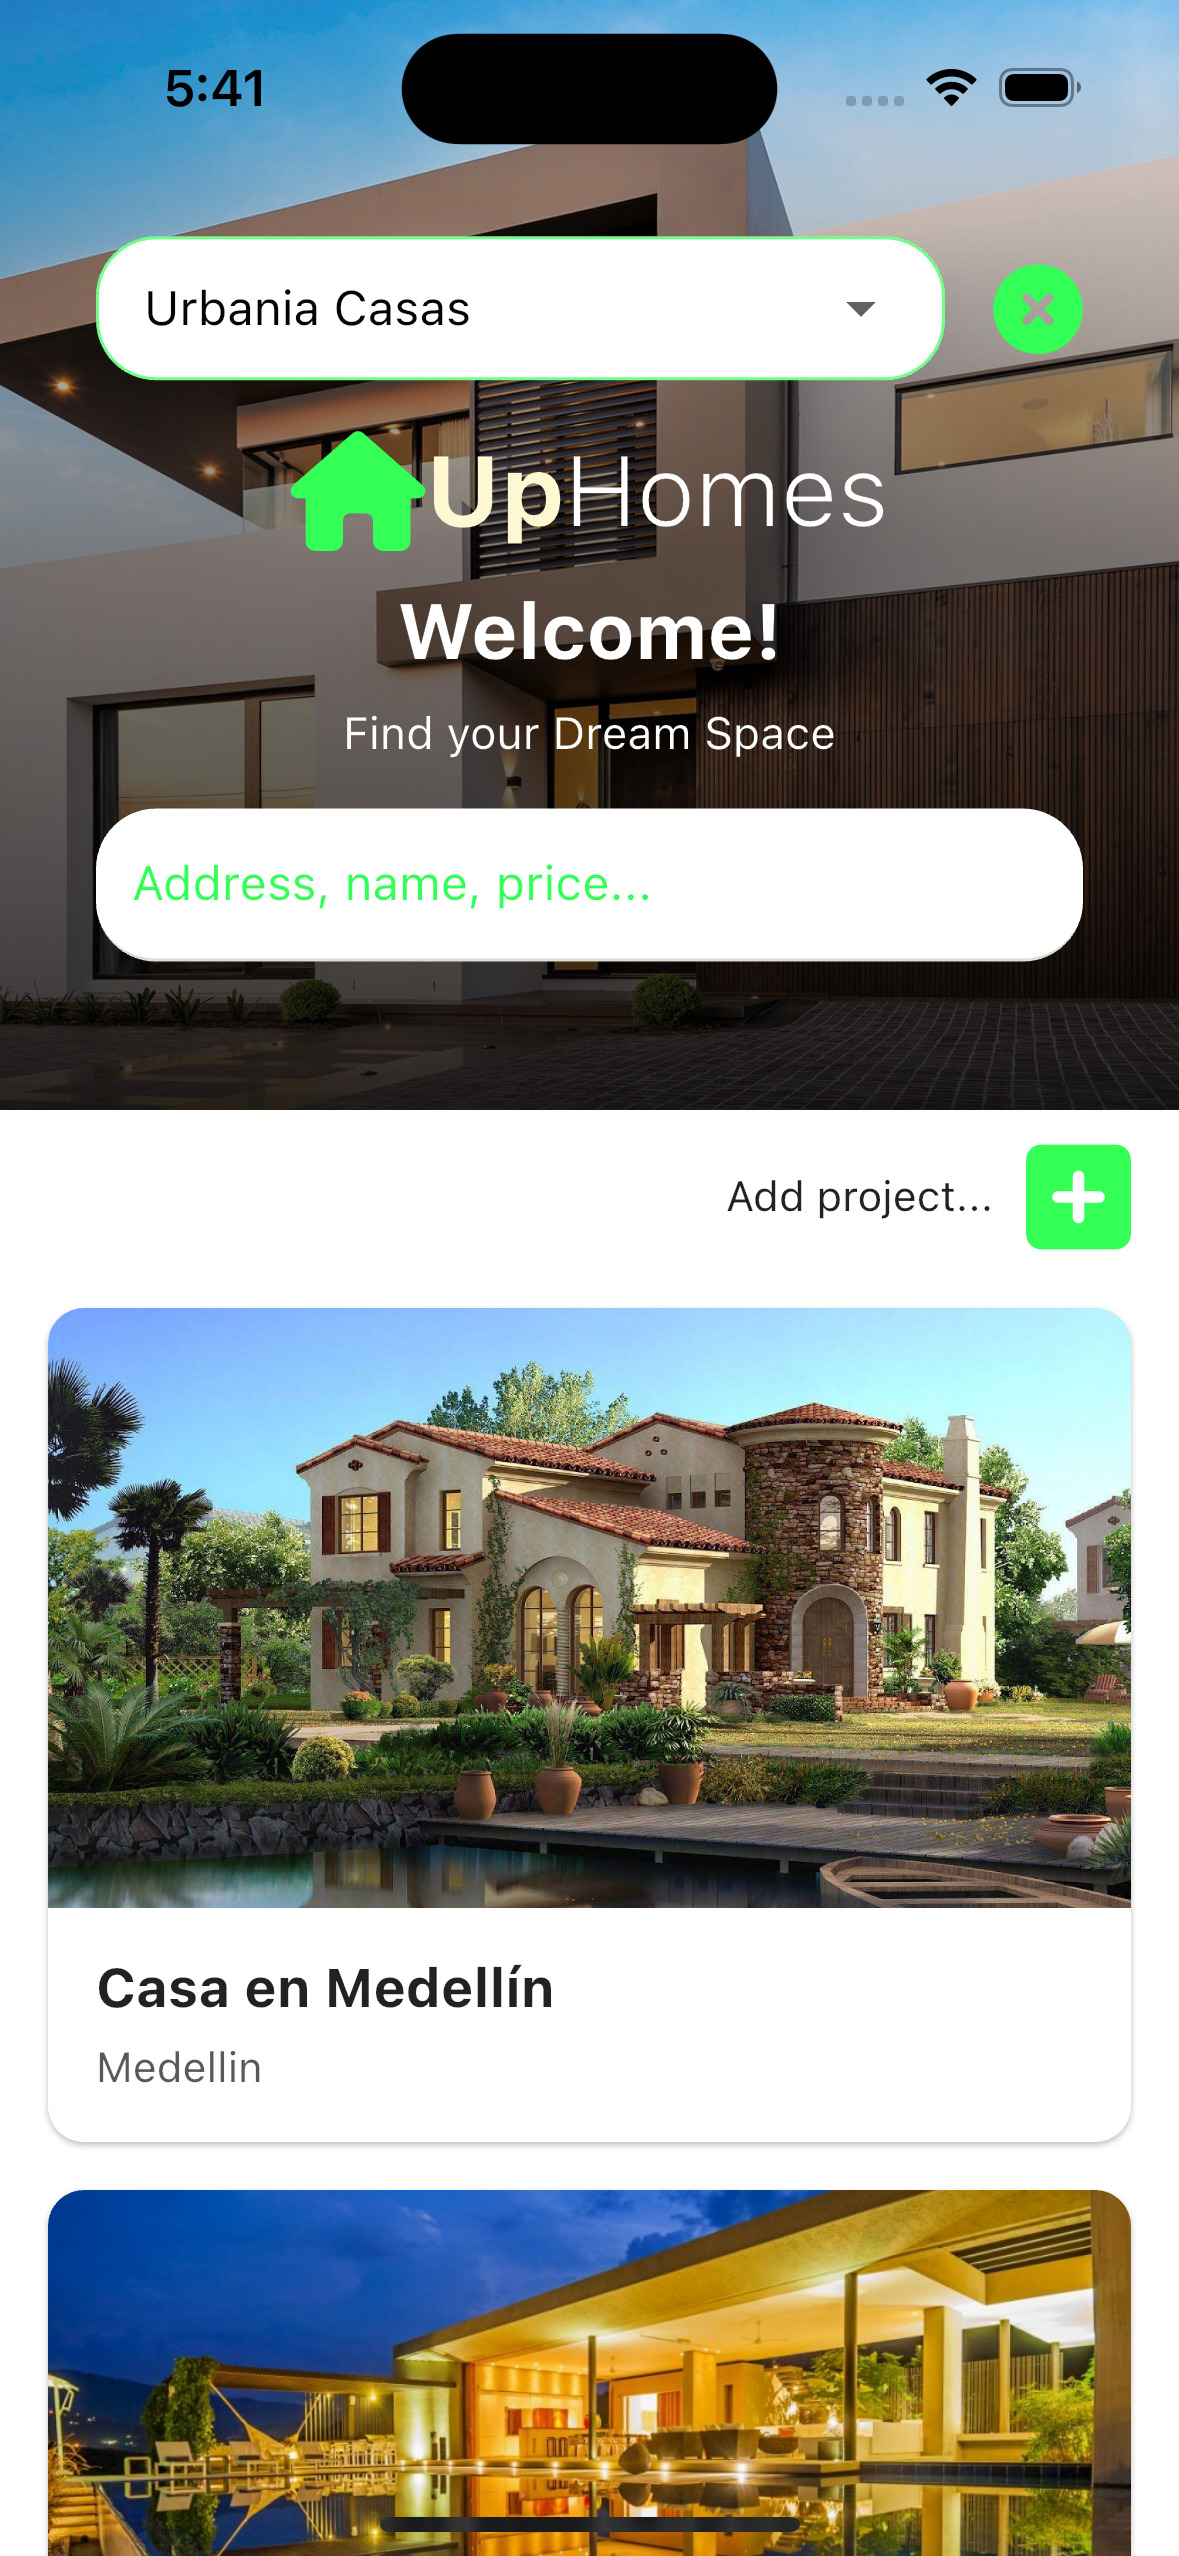 5:41
Urbania Casas
UpHomes
Welcome!
Find your Dream Space
Address, name, price...
Add project...
Casa en Medellín
Medellin